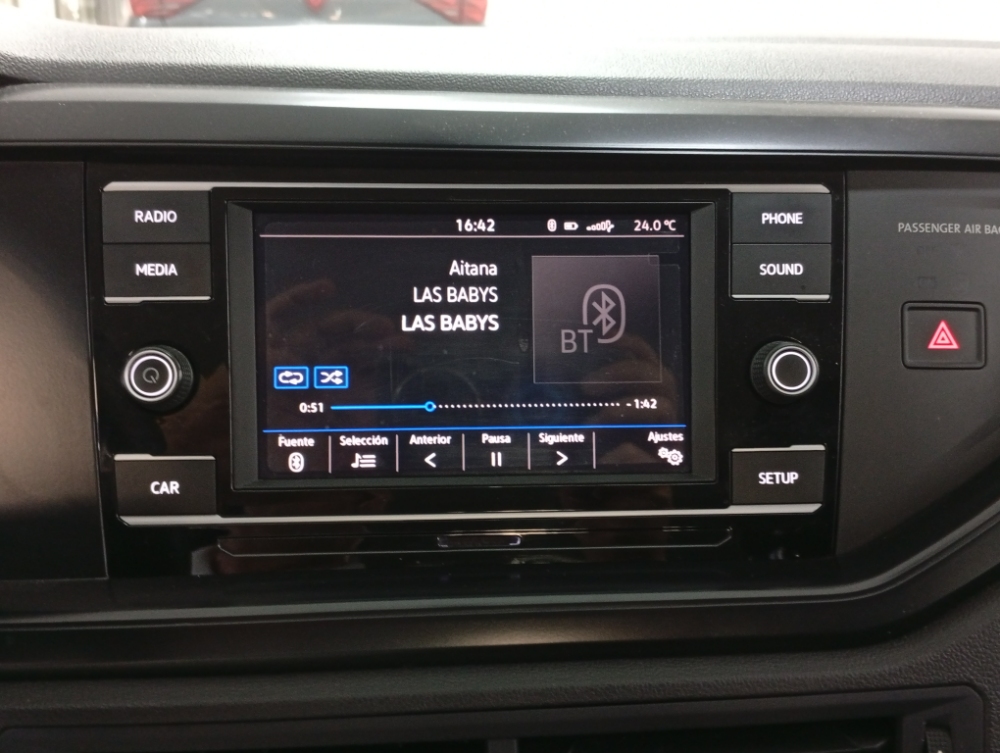 RADIO
MEDIA
CAR
16:42
24.0 °C
Aitana
LAS BABYS
LAS BABYS
BT
0:51
-1:42
Fuente
Selección
Anterior
Pausa
Siguiente
Ajustes
PHONE
SOUND
SETUP
PASSENGER AIR BA